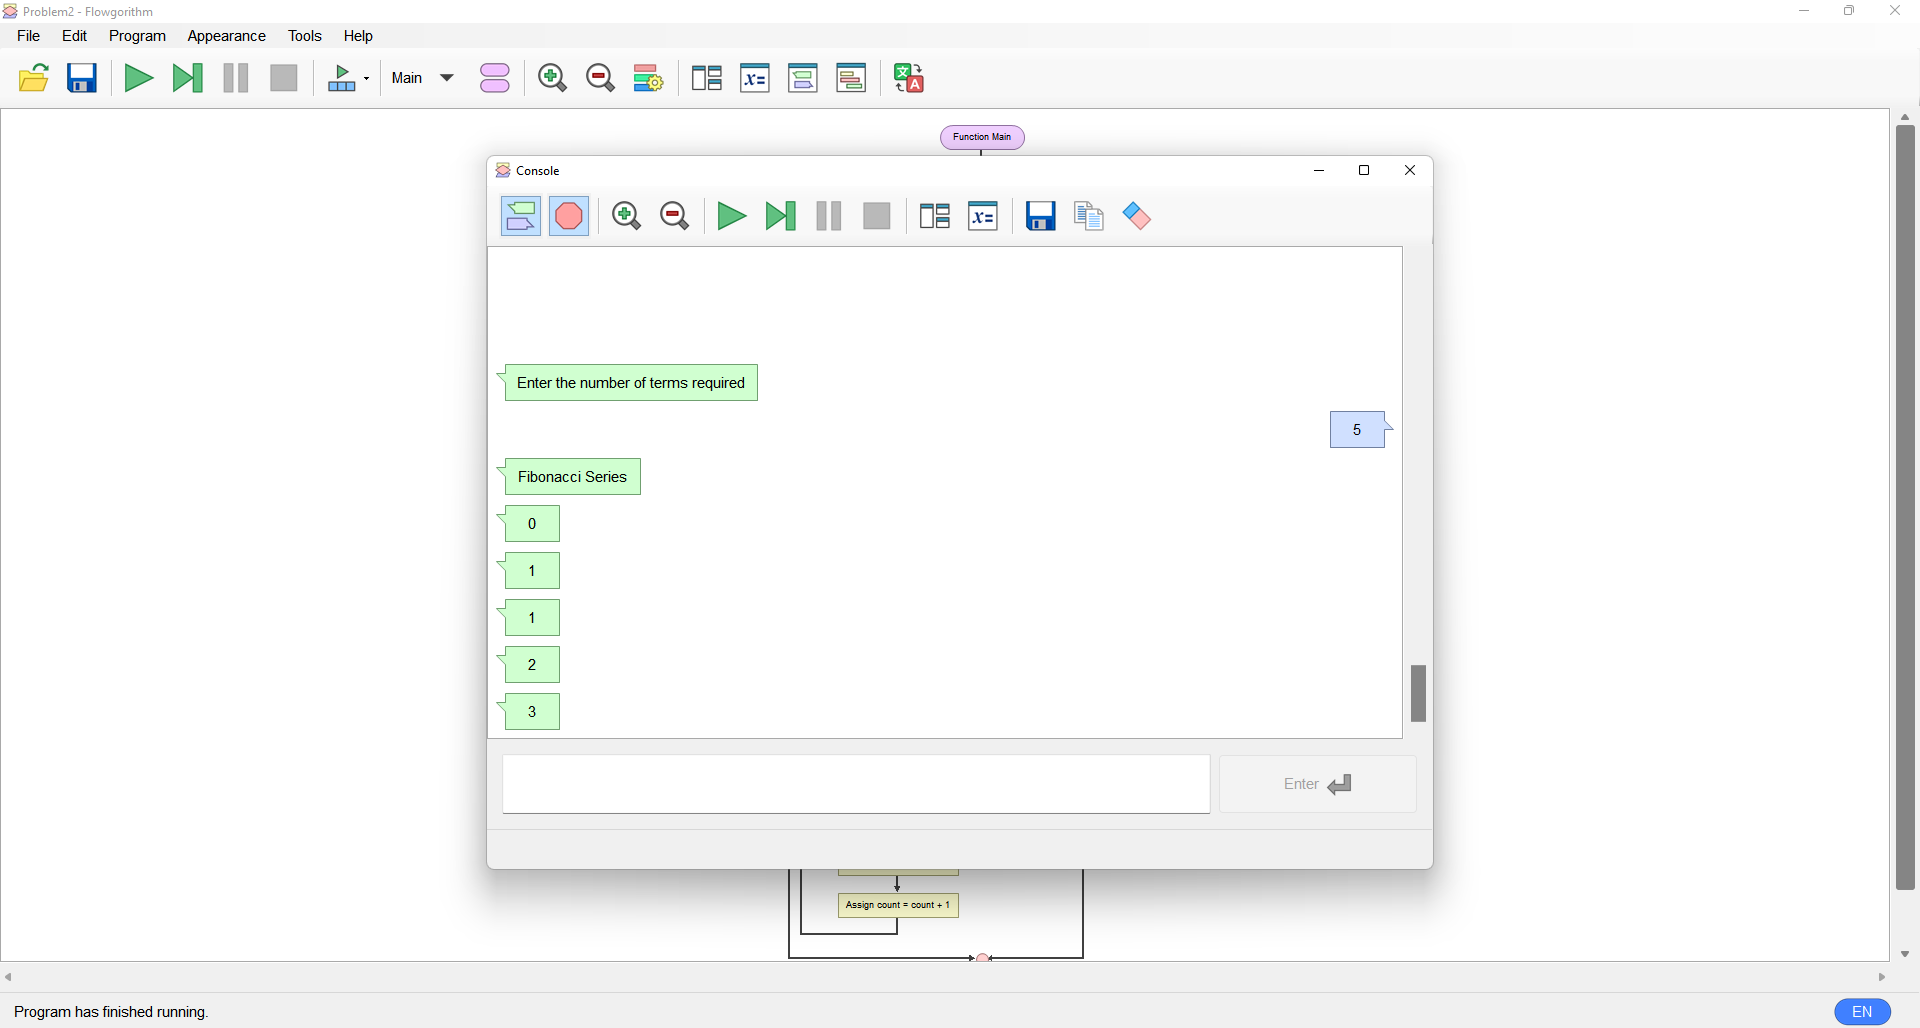 Problem2 - Flowgorithm
File Edit Program Appearance Tools Help
Main
Function Main
Console
Enter the number of terms required
5
Fibonacci Series
0
1
1
2
3
Enter
Assign count = count + 1
Program has finished running.
EN